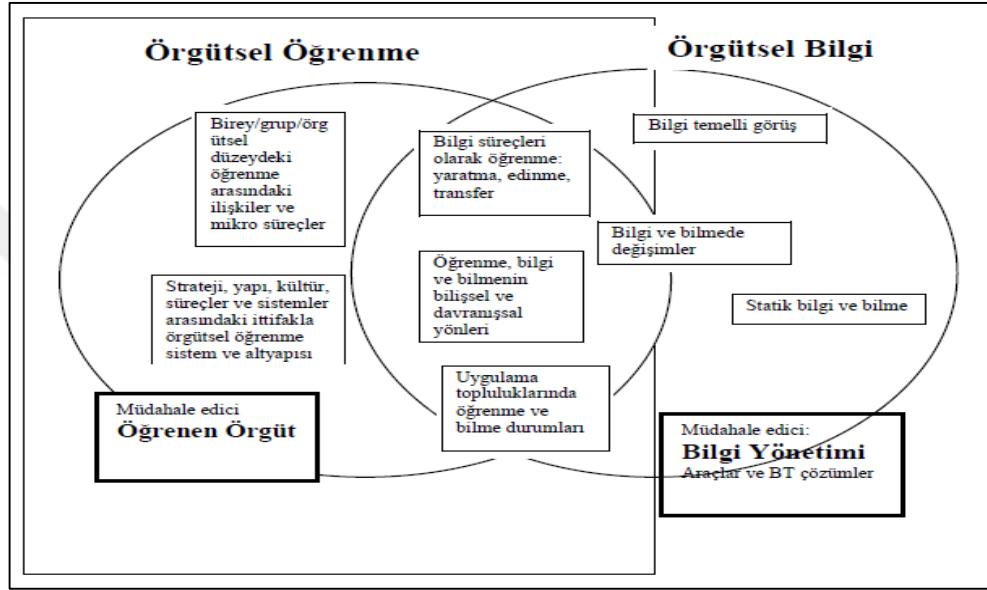 Örgütsel Öğrenme
Örgütsel Bilgi
Birey/grup/örg
ütsel
düzeydeki
öğrenme
arasındaki
ilişkiler ve
mikro süreçler
Bilgi süreçleri
olarak öğrenme:
yaratma, edinme,
transfer
Bilgi temelli görüş
Bilgi ve bilmede
değişimler
Öğrenme, bilgi
ve bilmenin
bilişsel ve
davranışsal
yönleri
Strateji, yapı, kültür,
süreçler ve sistemler
arasındaki ittifakla
örgütsel öğrenme
sistem ve altyapısı
Statik bilgi ve bilme
Uygulama
topluluklarında
öğrenme ve
bilme durumları
Müdahale edici
Öğrenen Örgüt
Müdahale edici:
Bilgi Yönetimi
Araçlar ve BT çözümler